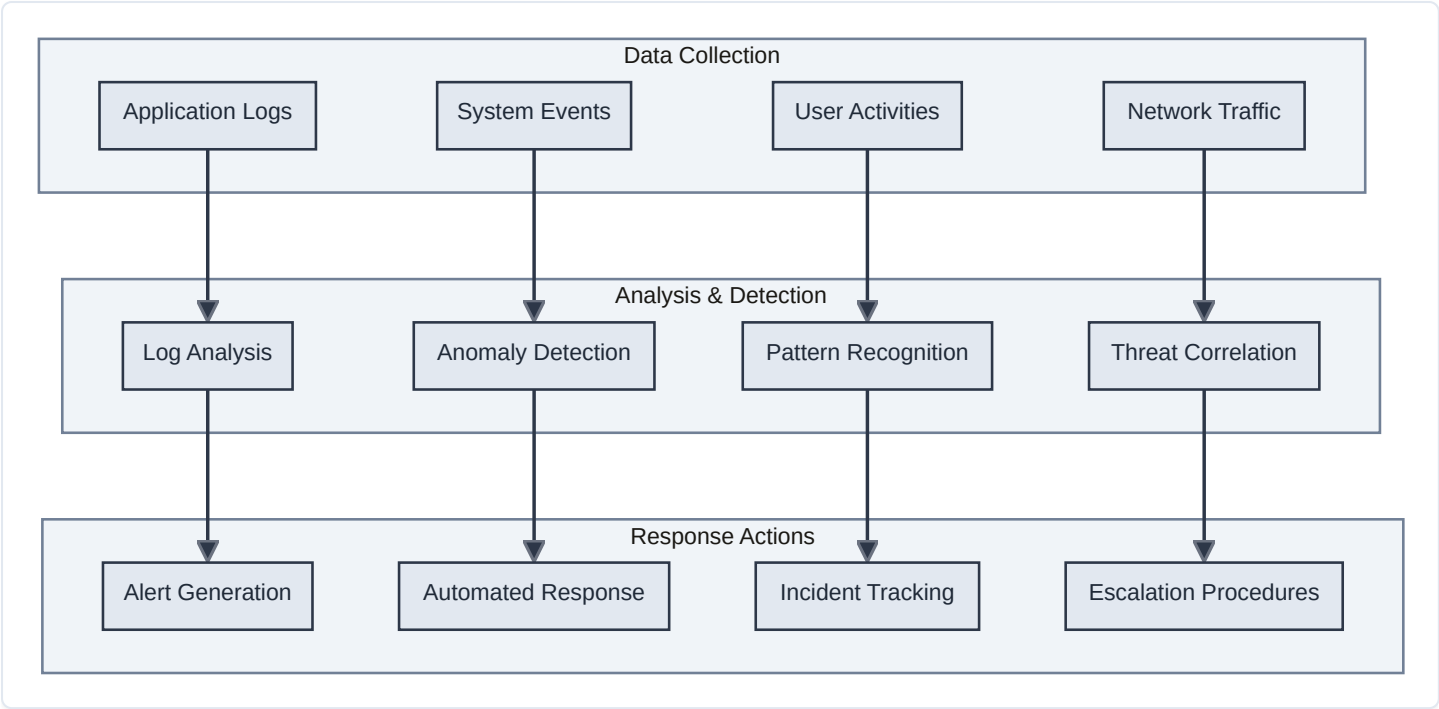 Data Collection
Application Logs
System Events
User Activities
Network Traffic
Analysis & Detection
Log Analysis
Anomaly Detection
Pattern Recognition
Threat Correlation
Response Actions
Alert Generation
Automated Response
Incident Tracking
Escalation Procedures